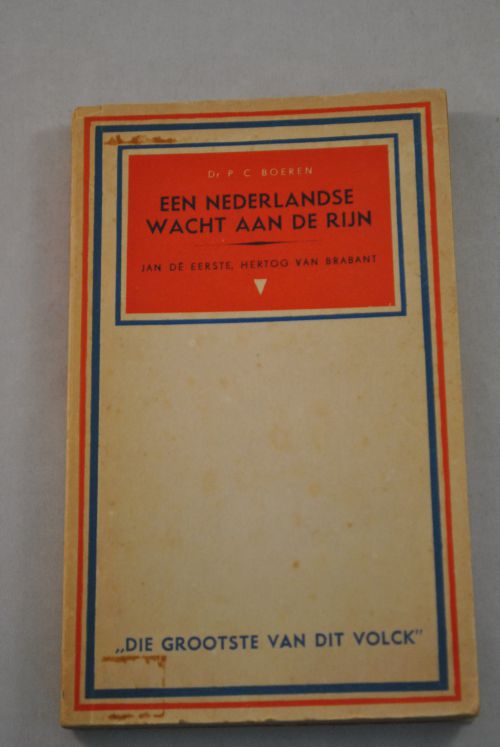 Dr P C BOEREN
EEN NEDERLANDSE
WACHT AAN DE RIJN
JAN DE EERSTE, HERTOG VAN BRABANT
„DIE GROOTSTE VAN DIT VOLCK”